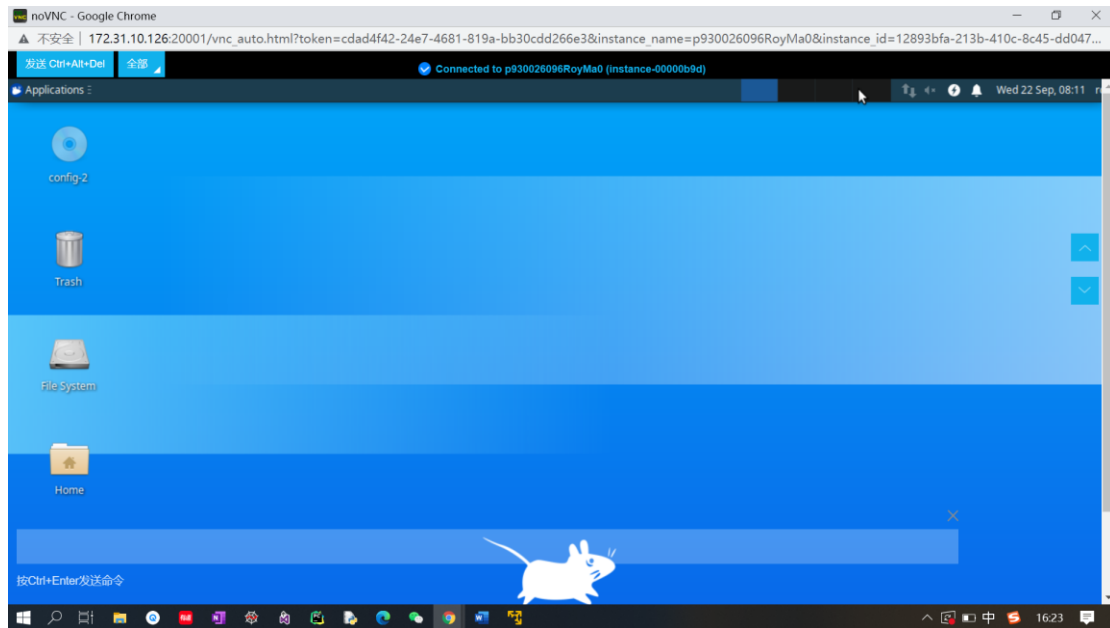 noVNC - Google Chrome
不安全 | 172.31.10.126:20001/vnc_auto.html?token=cdad4f42-24e7-4681-819a-bb30cdd266e3&instance_name=p930026096RoyMa0&instance_id=12893bfa-213b-410c-8c45-dd047...
发送 Ctrl+Alt+Del 全部 Connected to p930026096RoyMa0 (instance-00000b9d)
Applications Wed 22 Sep, 08:11
config-2
Trash
File System
Home
按Ctrl+Enter发送命令
中 16:23